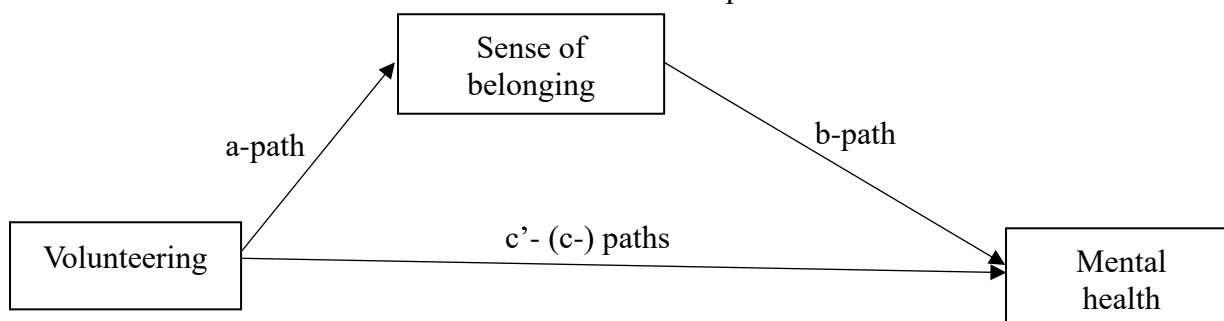 Sense of
belonging
a-path
b-path
Volunteering
c’- (c-) paths
Mental
health